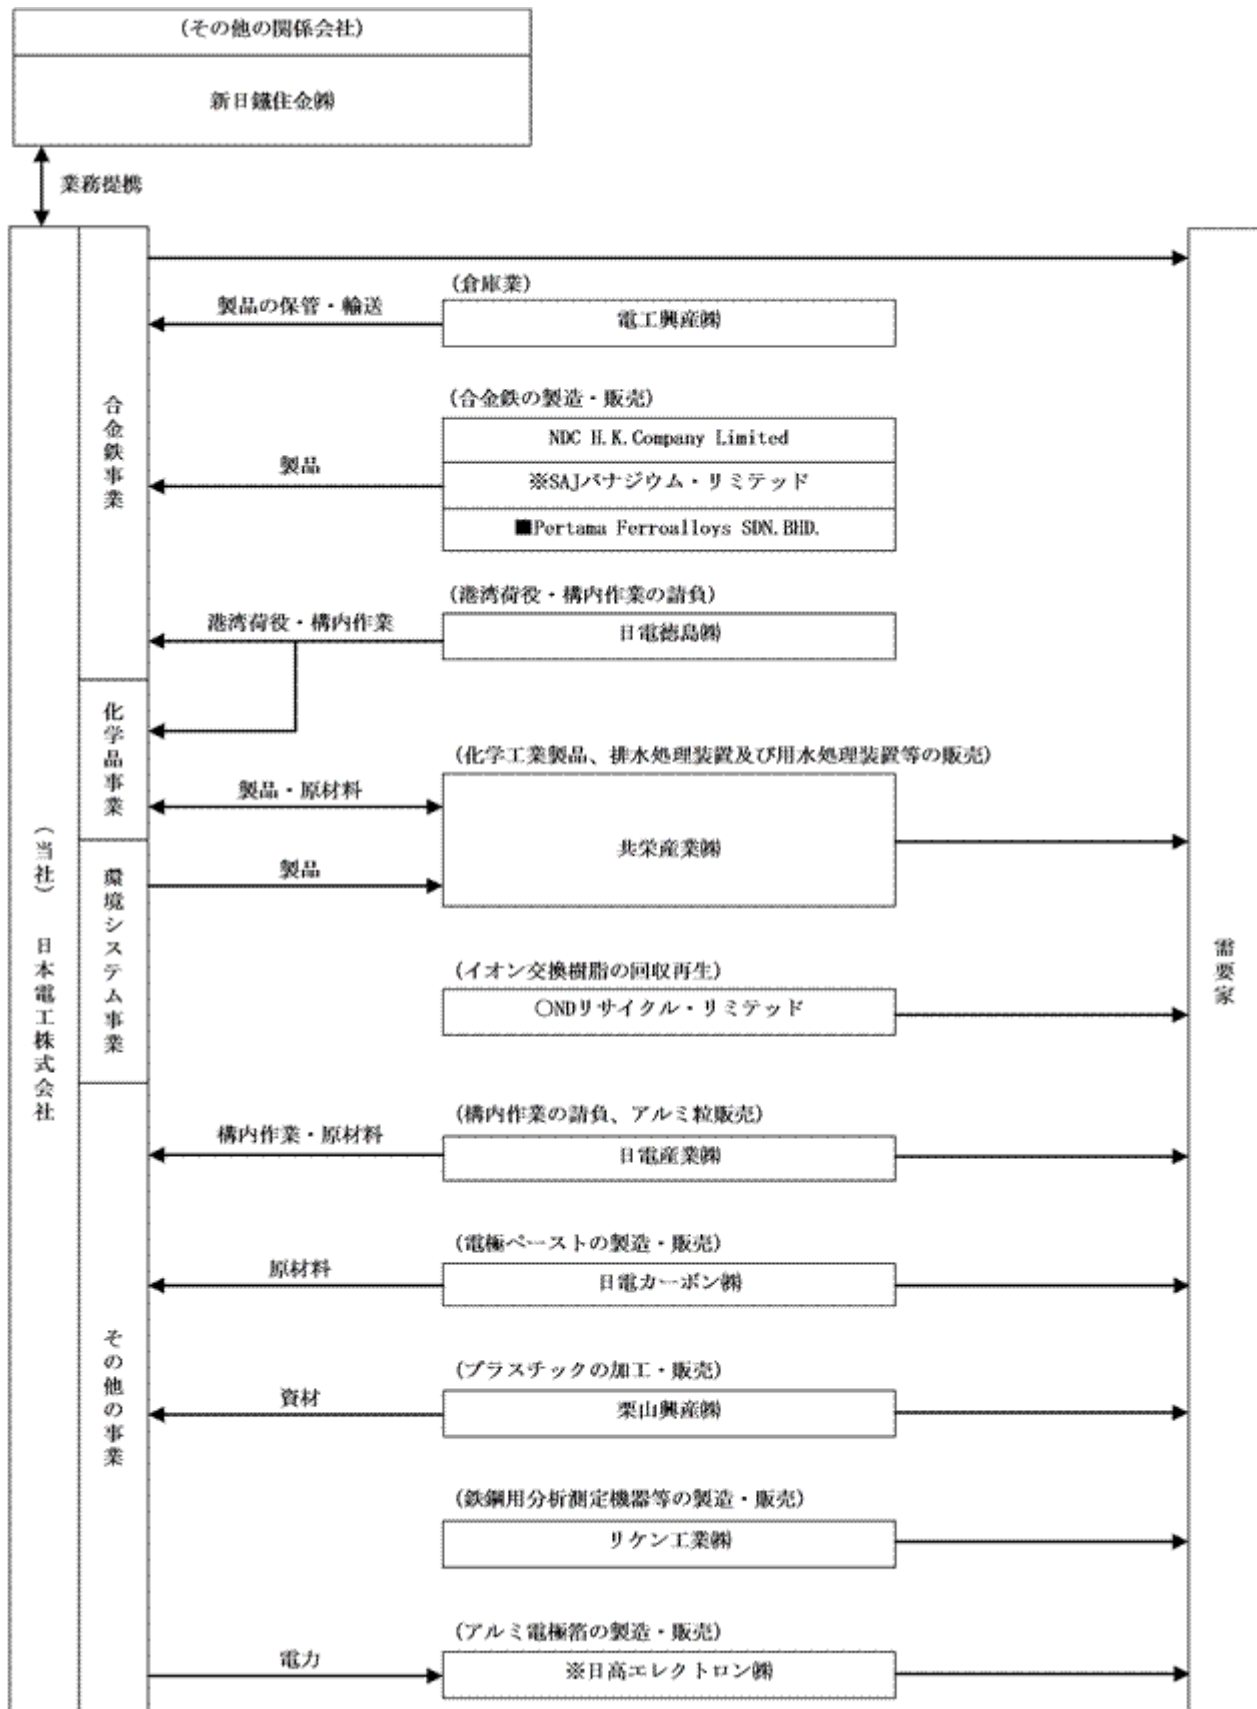 (その他の関係会社)
新日鐵住金㈱
業務提携
(当社) 日本電工株式会社
合金鉄事業
(倉庫業)
製品の保管・輸送
電工興産㈱
(合金鉄の製造・販売)
NDC H.K.Company Limited
製品
※SAJバナジウム・リミテッド
■Pertama Ferroalloys SDN.BHD.
(港湾荷役・構内作業の請負)
港湾荷役・構内作業
日電徳島㈱
化学品事業
(化学工業製品、排水処理装置及び用水処理装置等の販売)
製品・原材料
共栄産業㈱
環境システム事業
製品
(イオン交換樹脂の回収再生)
○NDリサイクル・リミテッド
需要家
その他の事業
(構内作業の請負、アルミ粒販売)
構内作業・原材料
日電産業㈱
(電極ペーストの製造・販売)
原材料
日電カーボン㈱
(プラスチックの加工・販売)
資材
栗山興産㈱
(鉄鋼用分析測定機器等の製造・販売)
リケン工業㈱
(アルミ電極箔の製造・販売)
電力
※日高エレクトロン㈱